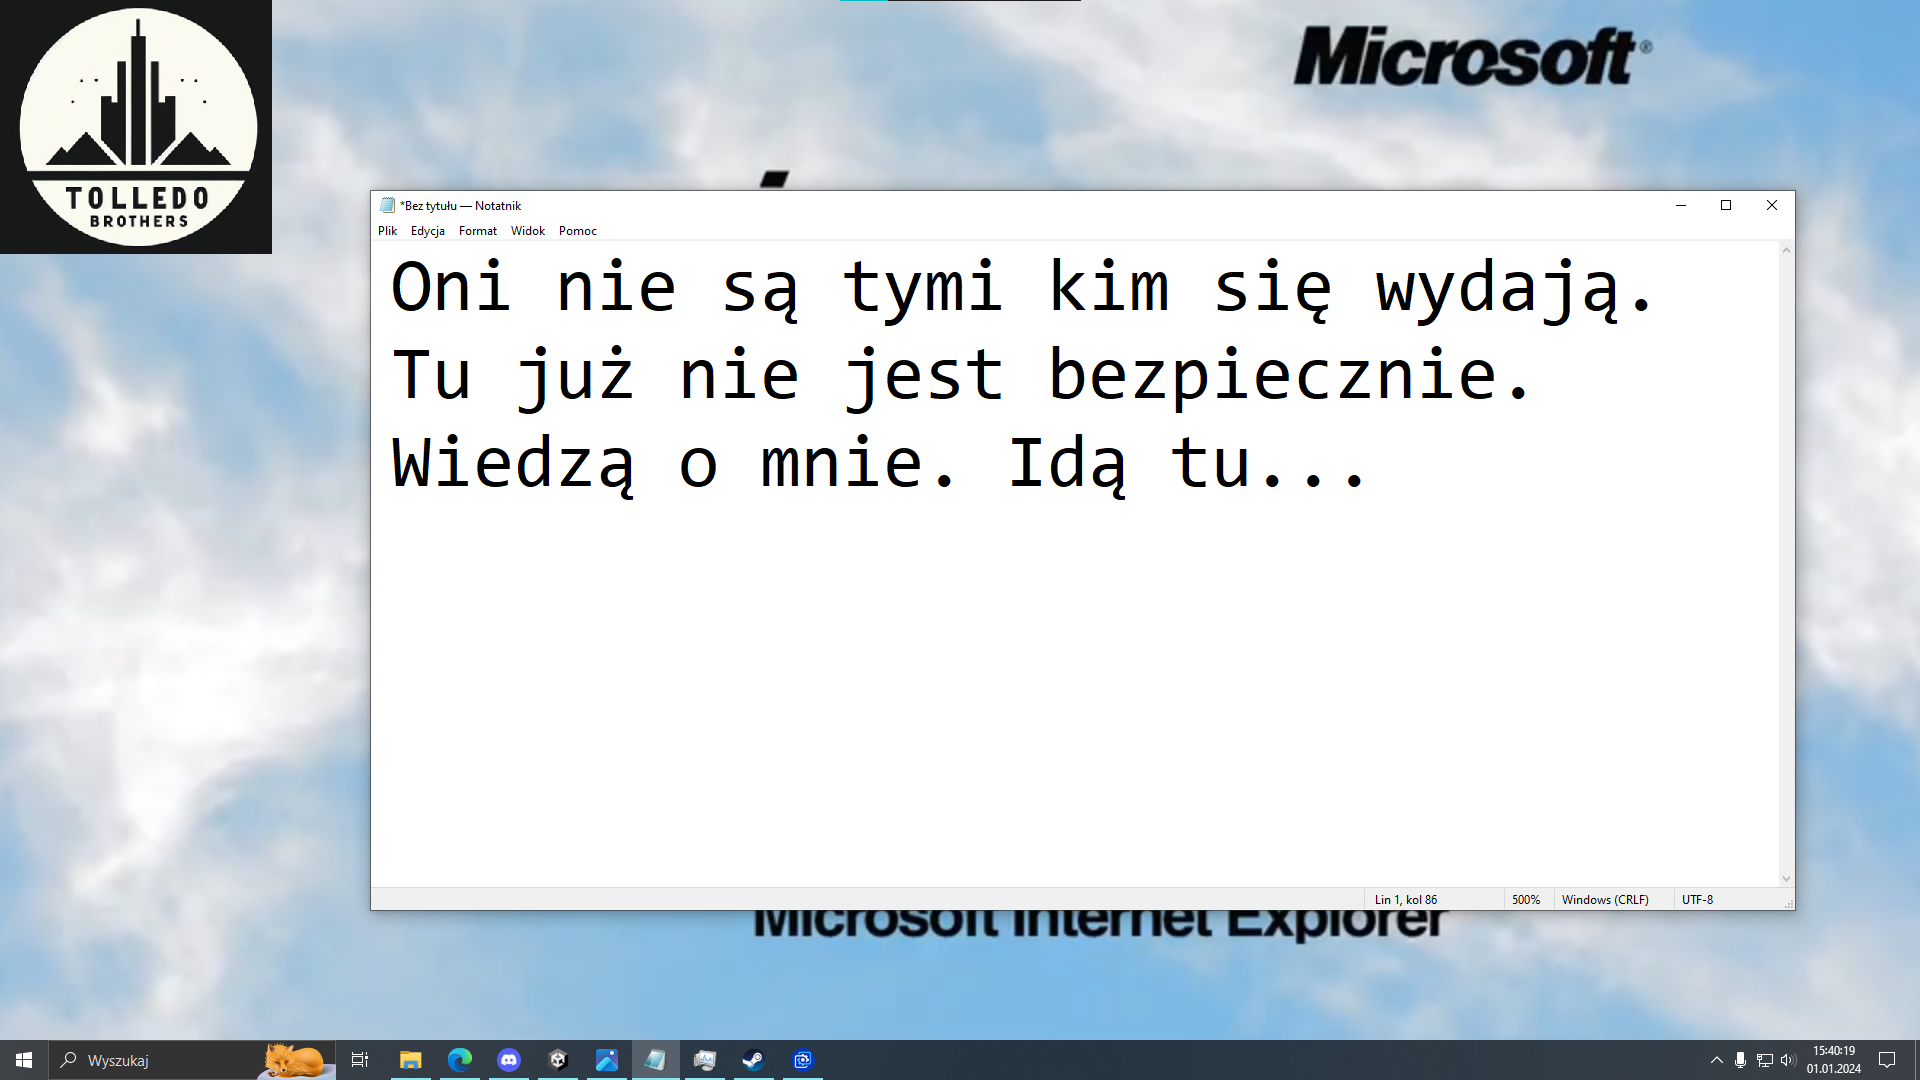 Microsoft®
TOLLEDO
BROTHERS
*Bez tytułu — Notatnik
Plik Edycja Format Widok Pomoc
Oni nie są tymi kim się wydają.
Tu już nie jest bezpiecznie.
Wiedzą o mnie. Idą tu...
Lin 1, kol 86 500% Windows (CRLF) UTF-8
Microsoft Internet Explorer
Wyszukaj
15:40:19
01.01.2024